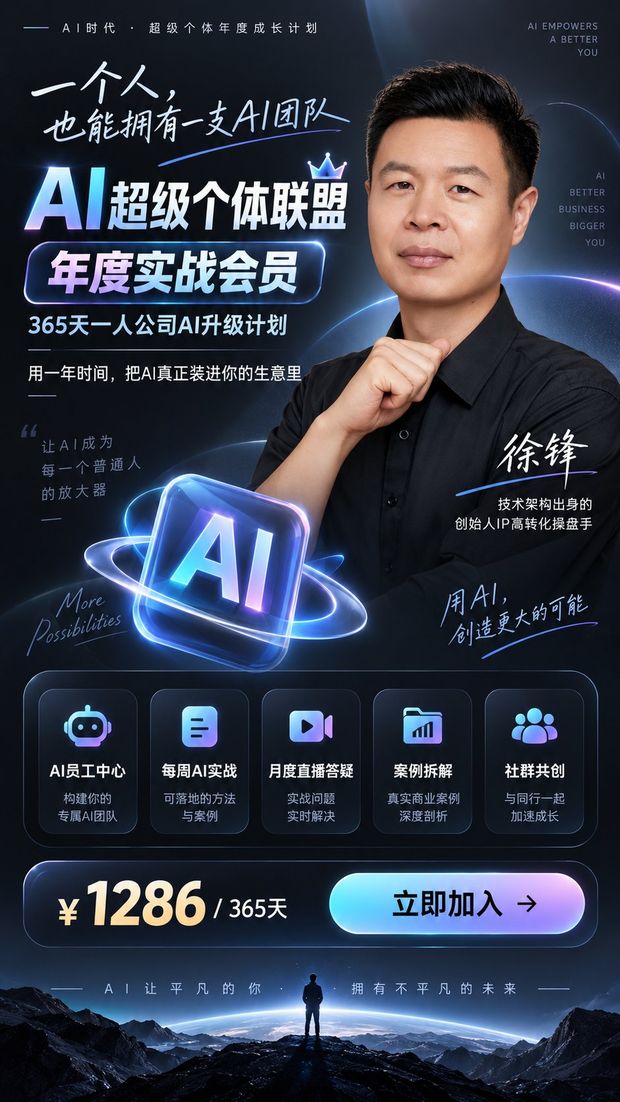 AI时代 · 超级个体年度成长计划
AI EMPOWERS
A BETTER
YOU
一个人，
也能拥有一支AI团队
AI超级个体联盟
年度实战会员
365天一人公司AI升级计划
用一年时间，把AI真正装进你的生意里
AI
BETTER
BUSINESS
BIGGER
YOU
“
让AI成为
每一个普通人
的放大器
徐锋
技术架构出身的
创始人IP高转化操盘手
AI
More
Possibilities
用AI，
创造更大的可能
AI员工中心
构建你的
专属AI团队
每周AI实战
可落地的方法
与案例
月度直播答疑
实战问题
实时解决
案例拆解
真实商业案例
深度剖析
社群共创
与同行一起
加速成长
¥1286 / 365天
立即加入 →
AI让平凡的你 · · 拥有不平凡的未来